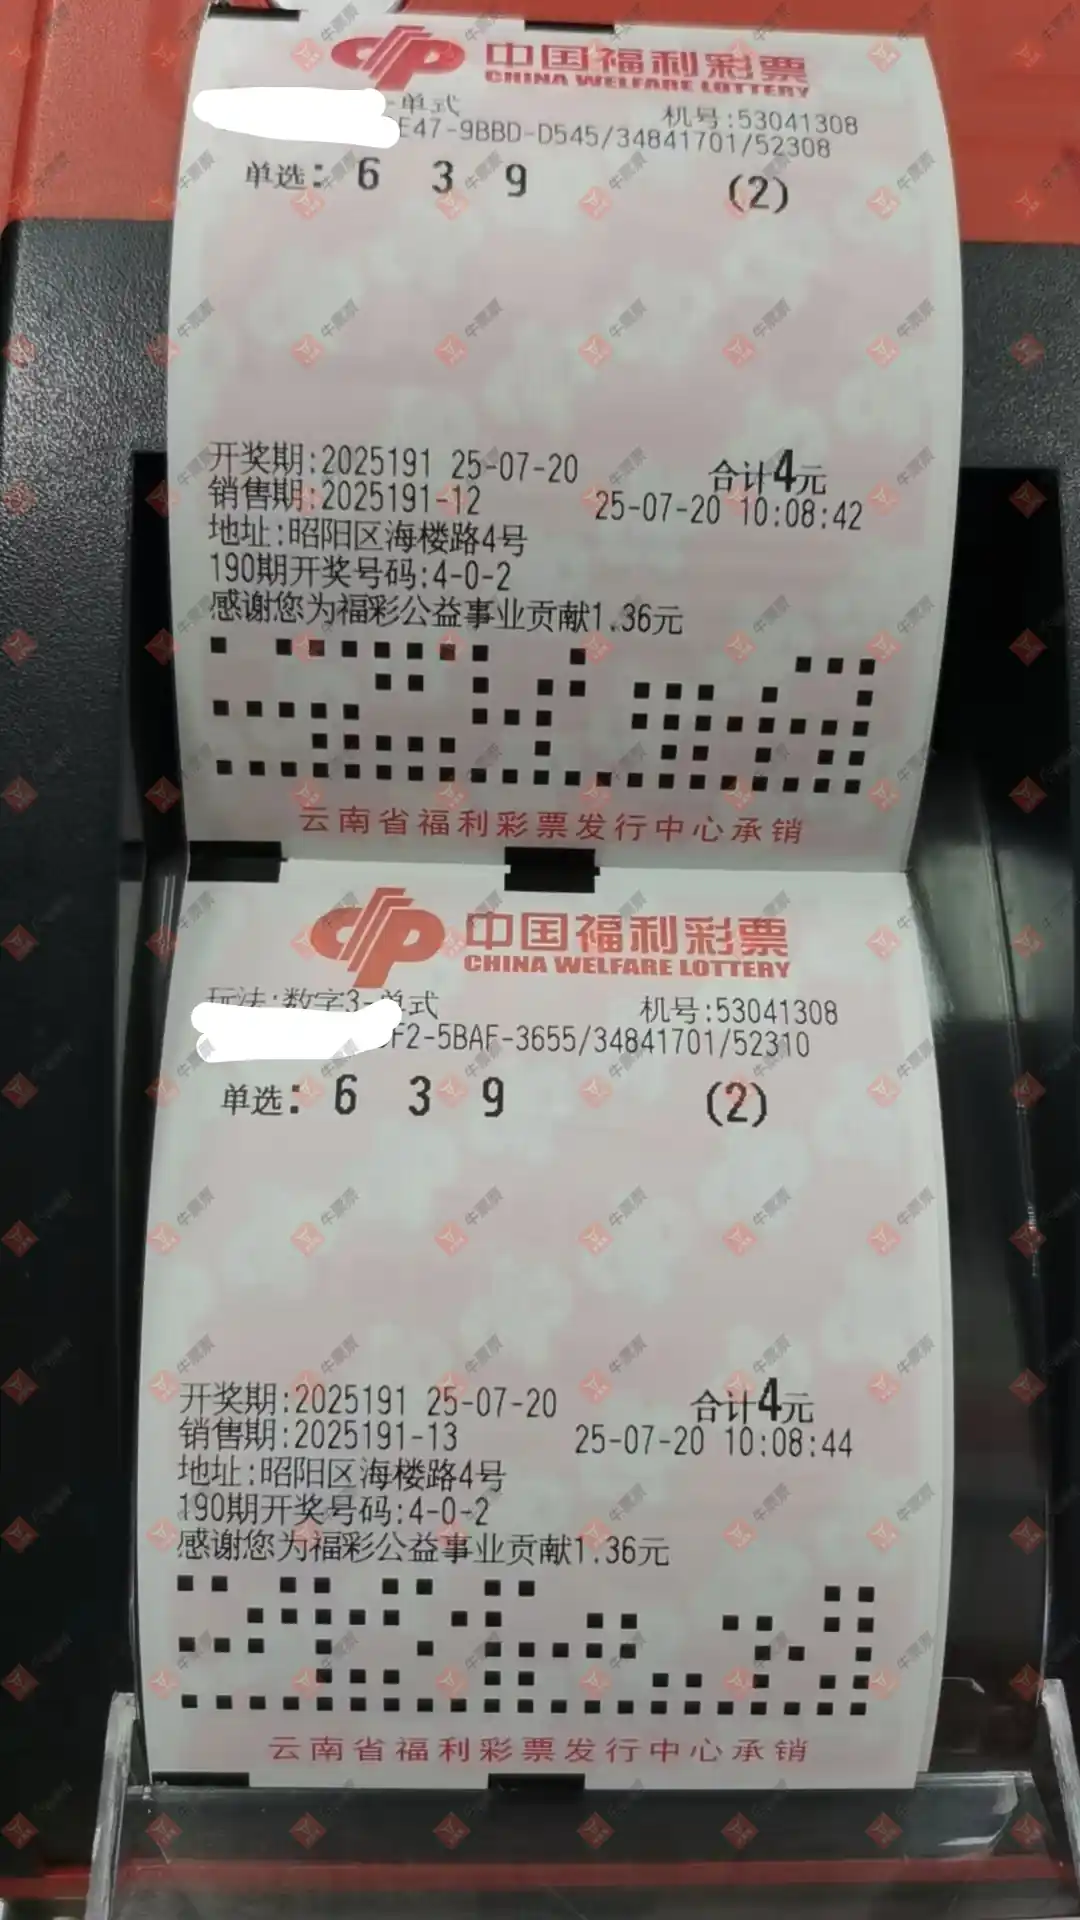 中国福利彩票
CHINA WELFARE LOTTERY
-单式 机号:53041308
E47-9BBD-D545/34841701/52308
单选: 6 3 9 (2)
开奖期:2025191 25-07-20 合计4元
销售期:2025191-12 25-07-20 10:08:42
地址:昭阳区海楼路4号
190期开奖号码:4-0-2
感谢您为福彩公益事业贡献1.36元
云南省福利彩票发行中心承销
中国福利彩票
CHINA WELFARE LOTTERY
玩法:数字3-单式 机号:53041308
F2-5BAF-3655/34841701/52310
单选: 6 3 9 (2)
开奖期:2025191 25-07-20 合计4元
销售期:2025191-13 25-07-20 10:08:44
地址:昭阳区海楼路4号
190期开奖号码:4-0-2
感谢您为福彩公益事业贡献1.36元
云南省福利彩票发行中心承销